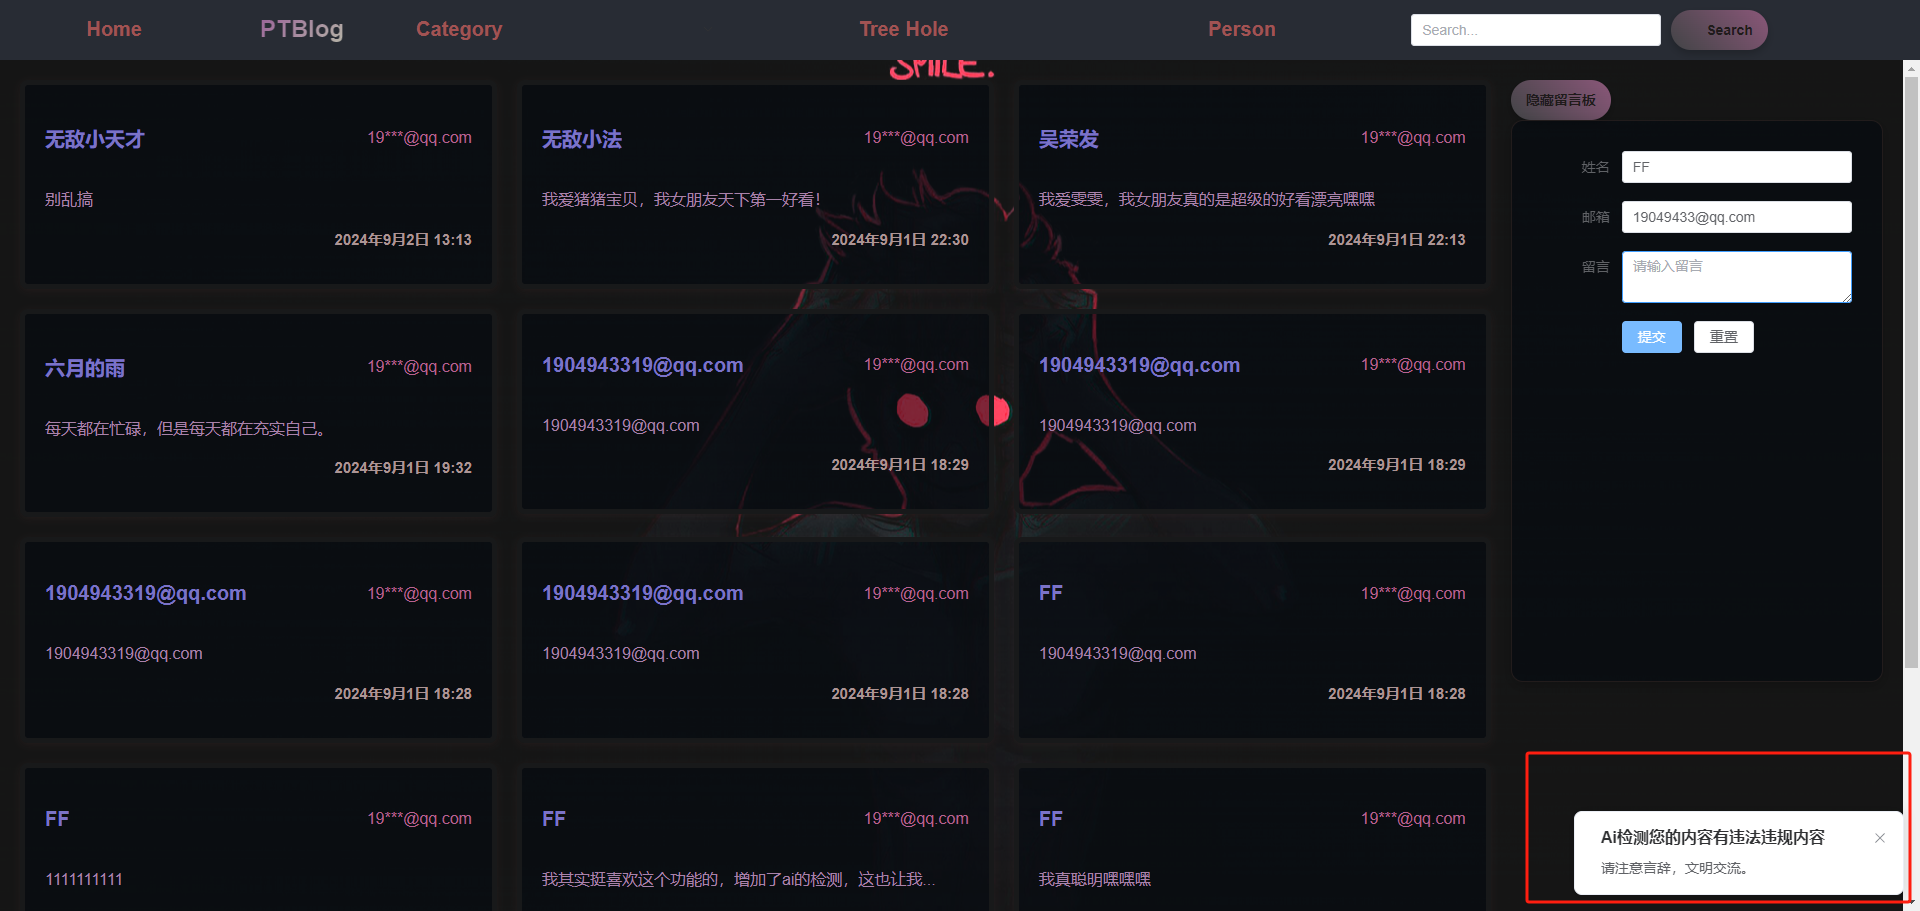 Home PTBlog Category Tree Hole Person Search... Search
SMILE.
无敌小天才 19***@qq.com
别乱搞
2024年9月2日 13:13
无敌小法 19***@qq.com
我爱猪猪宝贝，我女朋友天下第一好看！
2024年9月1日 22:30
吴荣发 19***@qq.com
我爱雯雯，我女朋友真的是超级的好看漂亮嘿嘿
2024年9月1日 22:13
六月的雨 19***@qq.com
每天都在忙碌，但是每天都在充实自己。
2024年9月1日 19:32
1904943319@qq.com 19***@qq.com
1904943319@qq.com
2024年9月1日 18:29
1904943319@qq.com 19***@qq.com
1904943319@qq.com
2024年9月1日 18:29
1904943319@qq.com 19***@qq.com
1904943319@qq.com
2024年9月1日 18:28
1904943319@qq.com 19***@qq.com
1904943319@qq.com
2024年9月1日 18:28
FF 19***@qq.com
1904943319@qq.com
2024年9月1日 18:28
FF 19***@qq.com
1111111111
FF 19***@qq.com
我其实挺喜欢这个功能的，增加了ai的检测，这也让我...
FF 19***@qq.com
我真聪明嘿嘿嘿
隐藏留言板
姓名 FF
邮箱 19049433@qq.com
留言 请输入留言
提交 重置
Ai检测您的内容有违法违规内容
请注意言辞，文明交流。